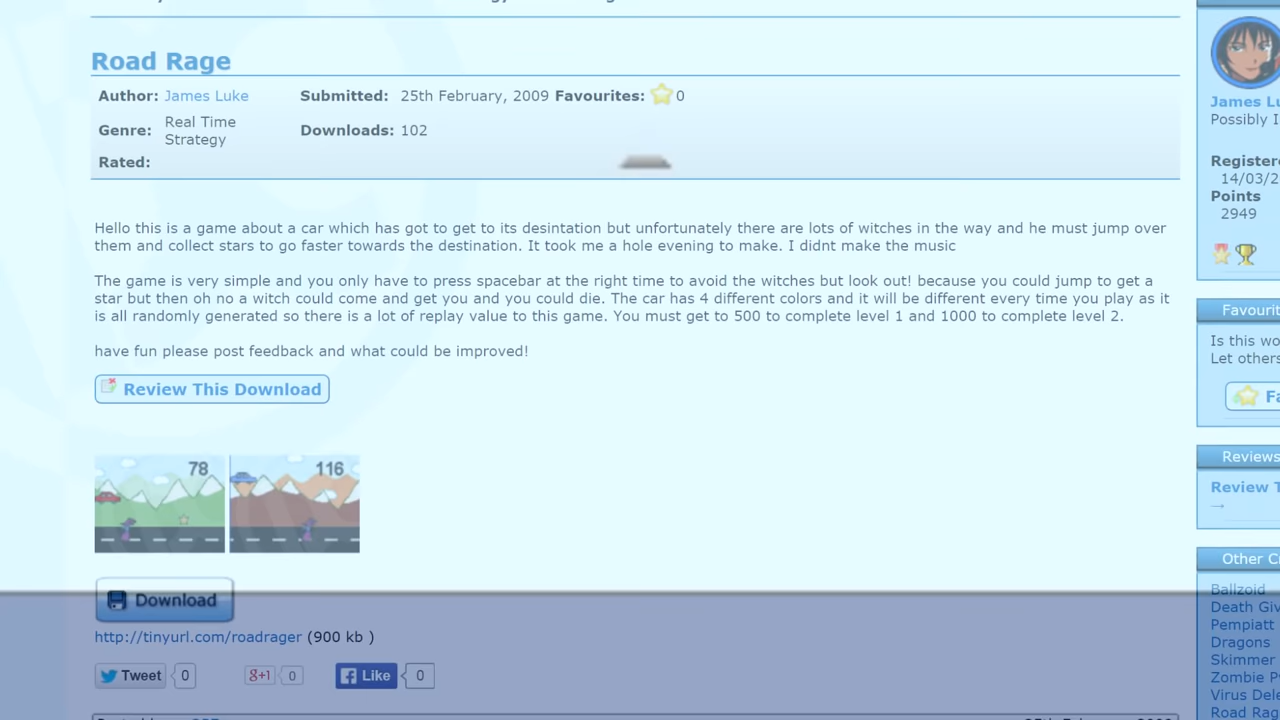 Road Rage
Author: James Luke Submitted: 25th February, 2009 Favourites: 0
Genre: Real Time Strategy Downloads: 102
Rated:
Hello this is a game about a car which has got to get to its desintation but unfortunately there are lots of witches in the way and he must jump over
them and collect stars to go faster towards the destination. It took me a hole evening to make. I didnt make the music
The game is very simple and you only have to press spacebar at the right time to avoid the witches but look out! because you could jump to get a
star but then oh no a witch could come and get you and you could die. The car has 4 different colors and it will be different every time you play as it
is all randomly generated so there is a lot of replay value to this game. You must get to 500 to complete level 1 and 1000 to complete level 2.
have fun please post feedback and what could be improved!
Review This Download
78 116
Download
http://tinyurl.com/roadrager (900 kb )
Tweet 0 g+1 0 Like 0
James Lu
Possibly I
Registere
14/03/2
Points
2949
Favourit
Is this wo
Let others
Fa
Reviews
Review T
→
Other C
Ballzoid
Death Giv
Pempiatt
Dragons
Skimmer
Zombie P
Virus Dele
Road Rag